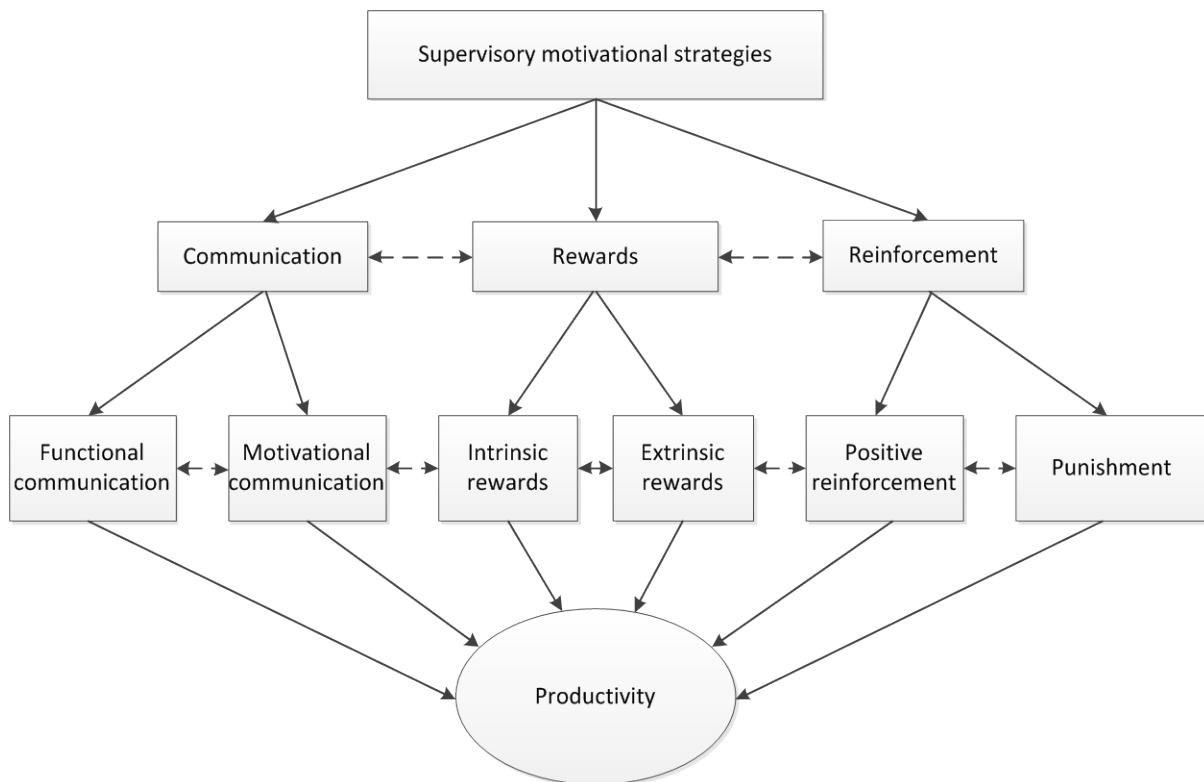 Supervisory motivational strategies
Communication
Rewards
Reinforcement
Functional
communication
Motivational
communication
Intrinsic
rewards
Extrinsic
rewards
Positive
reinforcement
Punishment
Productivity